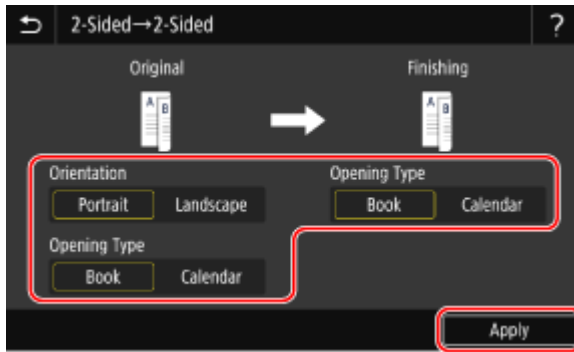 2-Sided→2-Sided ?
Original Finishing
A B A B
Orientation Opening Type
Portrait Landscape Book Calendar
Opening Type
Book Calendar
Apply